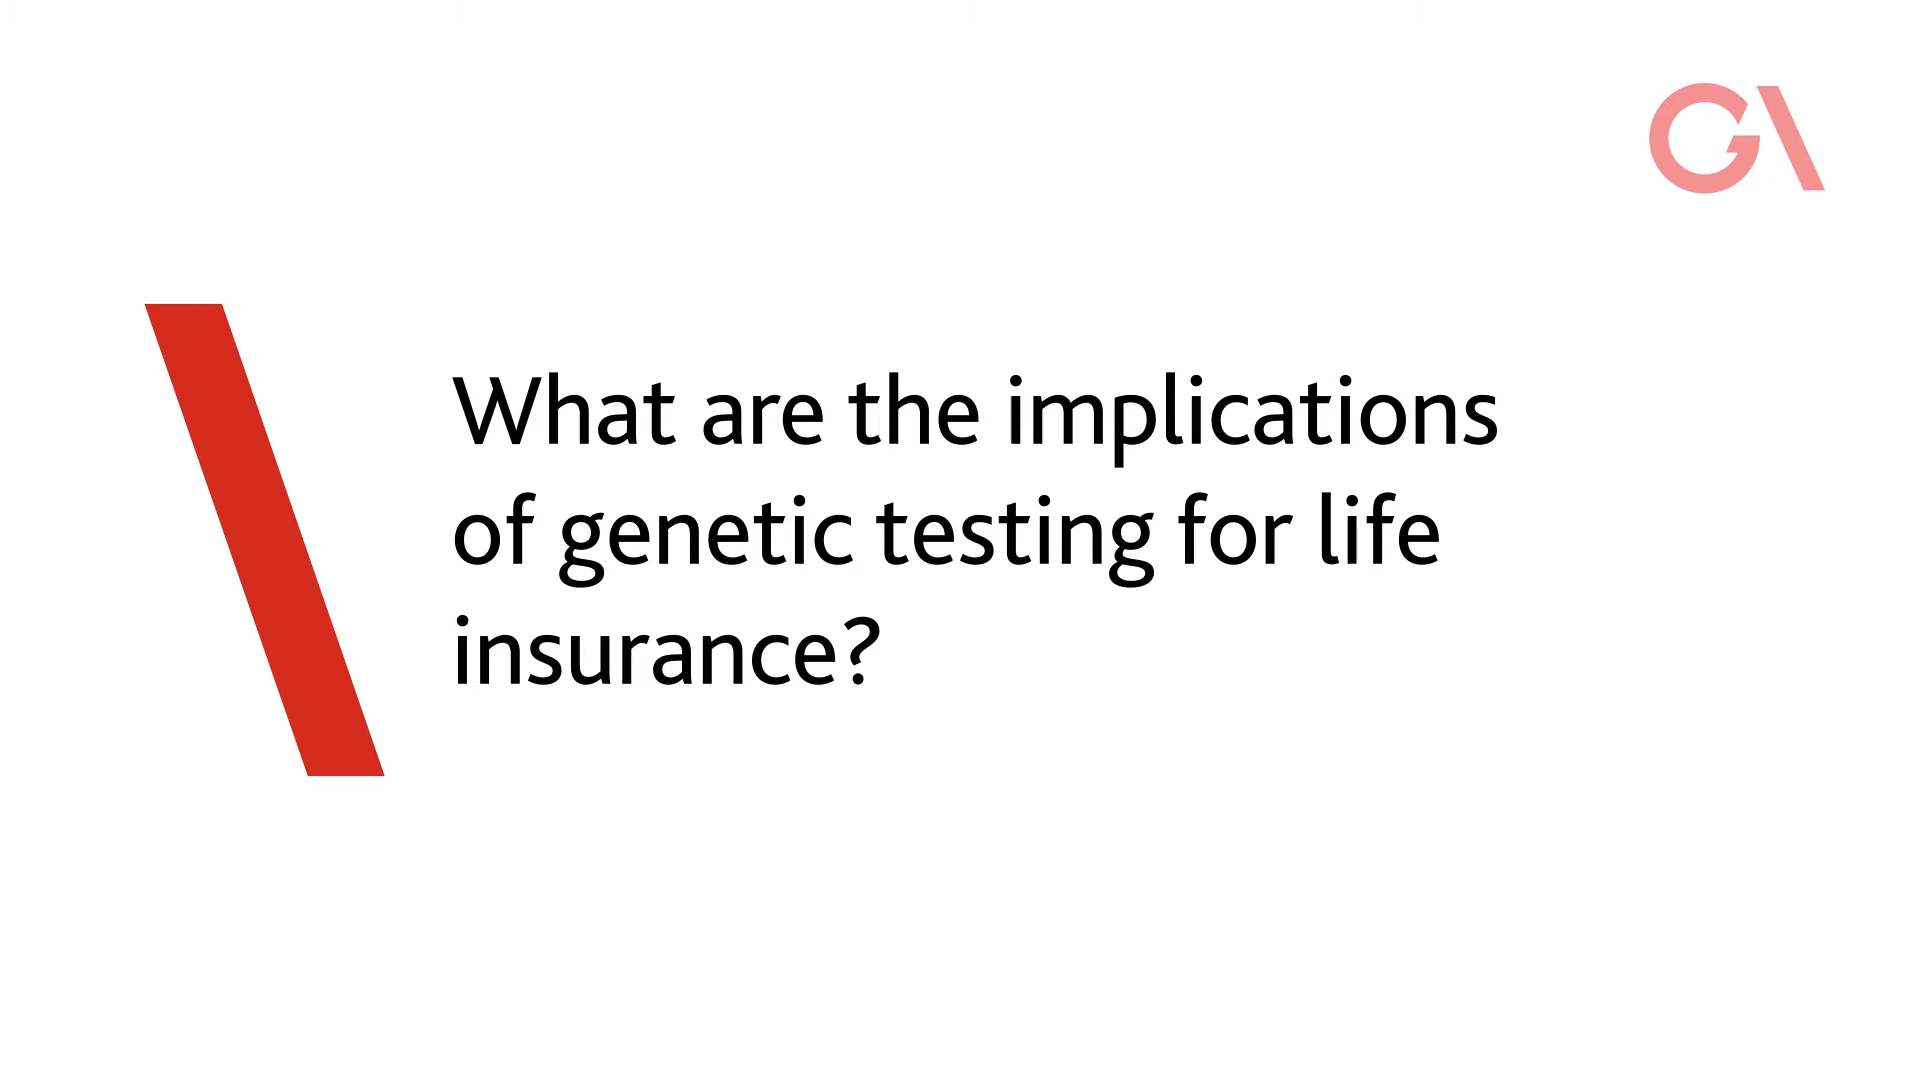 G\
What are the implications
of genetic testing for life
insurance?